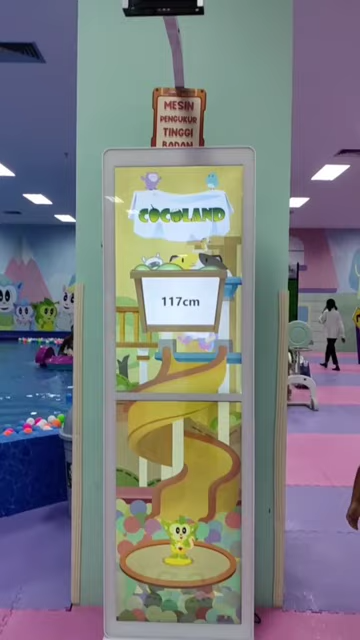 MESIN
PENGUKUR
TINGGI
BADAN
COCOLAND
117cm